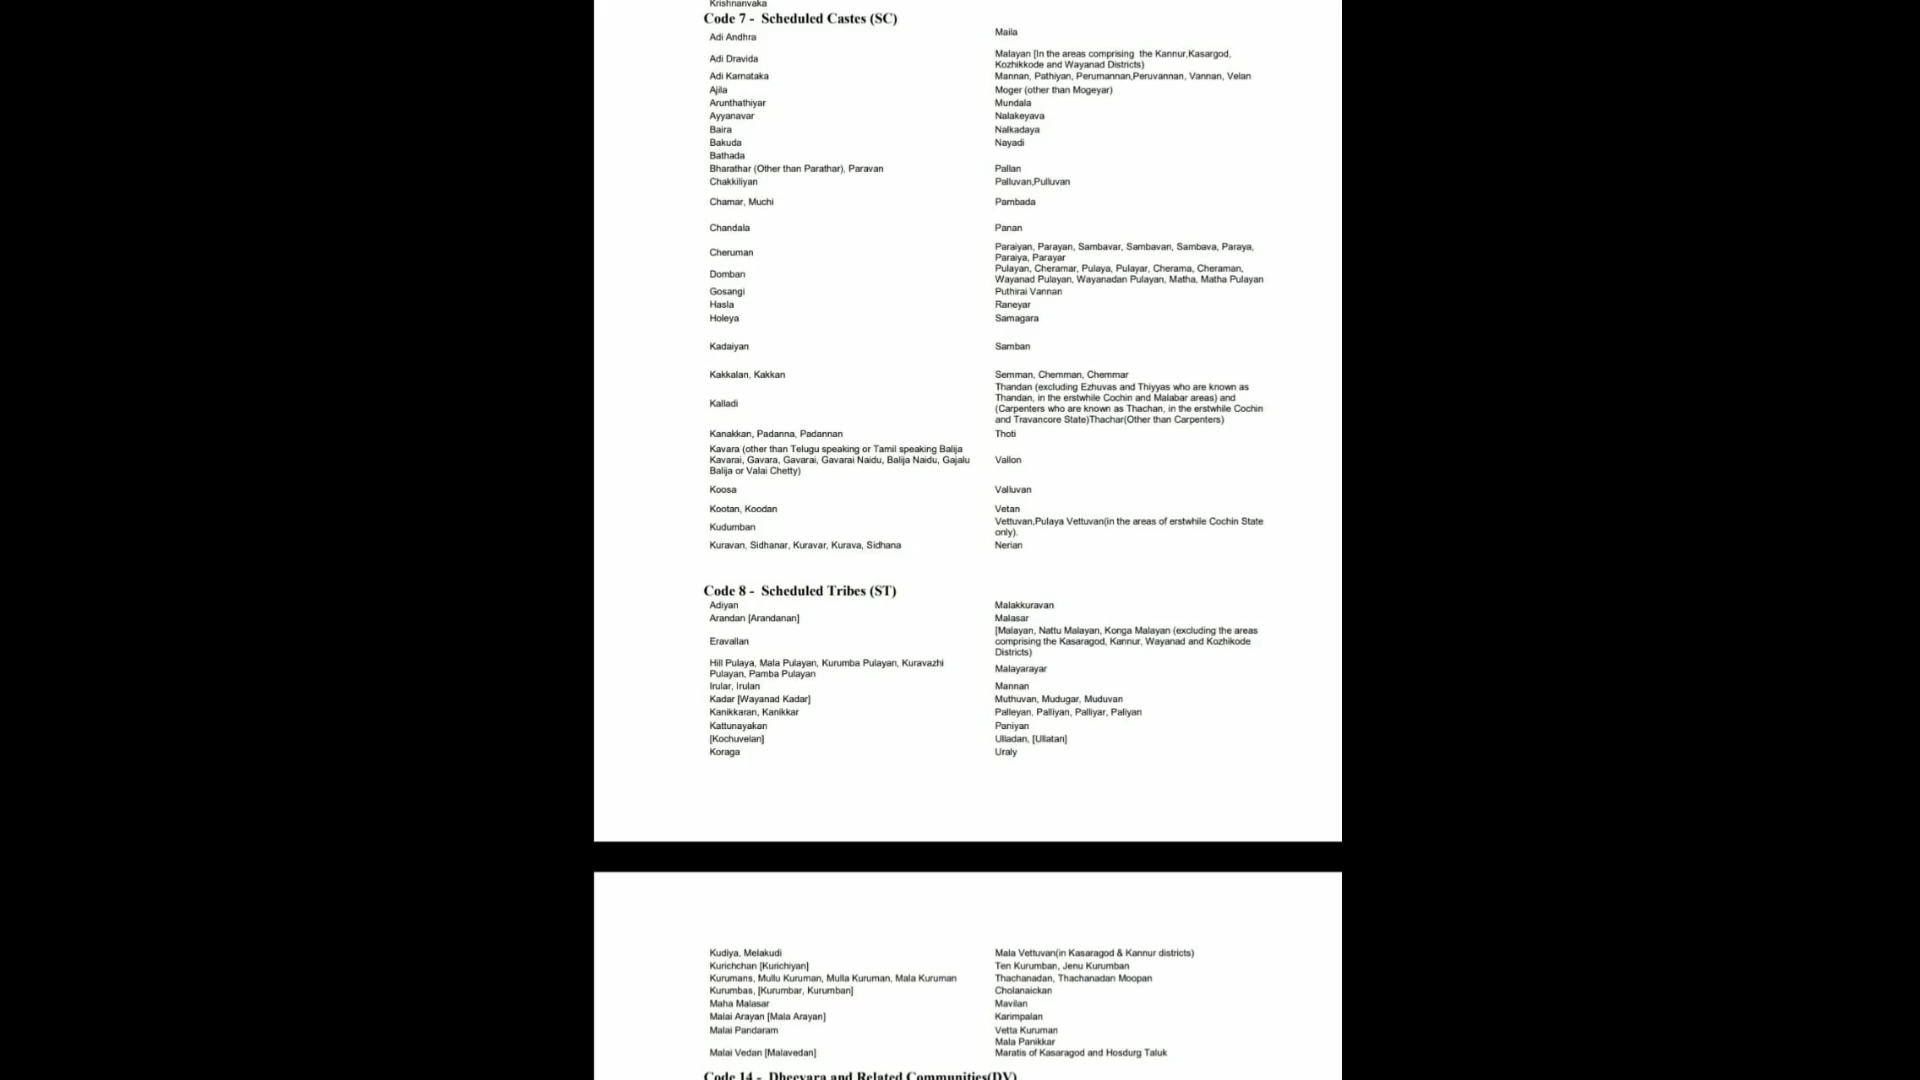 Krishnanvaka
Code 7 - Scheduled Castes (SC)
Adi Andhra
Maila
Adi Dravida
Malayan [In the areas comprising the Kannur,Kasargod,
Kozhikkode and Wayanad Districts)
Adi Karnataka
Mannan, Pathiyan, Perumannan,Peruvannan, Vannan, Velan
Ajila
Moger (other than Mogeyar)
Arunthathiyar
Mundala
Ayyanavar
Nalakeyava
Baira
Nalkadaya
Bakuda
Nayadi
Bathada
Bharathar (Other than Parathar), Paravan
Pallan
Chakkiliyan
Palluvan,Pulluvan
Chamar, Muchi
Pambada
Chandala
Panan
Cheruman
Paraiyan, Parayan, Sambavar, Sambavan, Sambava, Paraya,
Paraiya, Parayar
Domban
Pulayan, Cheramar, Pulaya, Pulayar, Cherama, Cheraman,
Wayanad Pulayan, Wayanadan Pulayan, Matha, Matha Pulayan
Gosangi
Puthirai Vannan
Hasla
Raneyar
Holeya
Samagara
Kadaiyan
Samban
Kakkalan, Kakkan
Semman, Chemman, Chemmar
Kalladi
Thandan (excluding Ezhuvas and Thiyyas who are known as
Thandan, in the erstwhile Cochin and Malabar areas) and
(Carpenters who are known as Thachan, in the erstwhile Cochin
and Travancore State)Thachar(Other than Carpenters)
Kanakkan, Padanna, Padannan
Thoti
Kavara (other than Telugu speaking or Tamil speaking Balija
Kavarai, Gavara, Gavarai, Gavarai Naidu, Balija Naidu, Gajalu
Balija or Valai Chetty)
Vallon
Koosa
Valluvan
Kootan, Koodan
Vetan
Kudumban
Vettuvan,Pulaya Vettuvan(in the areas of erstwhile Cochin State
only).
Kuravan, Sidhanar, Kuravar, Kurava, Sidhana
Nerian
Code 8 - Scheduled Tribes (ST)
Adiyan
Malakkuravan
Arandan [Arandanan]
Malasar
Eravallan
[Malayan, Nattu Malayan, Konga Malayan (excluding the areas
comprising the Kasaragod, Kannur, Wayanad and Kozhikode
Districts)
Hill Pulaya, Mala Pulayan, Kurumba Pulayan, Kuravazhi
Pulayan, Pamba Pulayan
Malayarayar
Irular, Irulan
Mannan
Kadar [Wayanad Kadar]
Muthuvan, Mudugar, Muduvan
Kanikkaran, Kanikkar
Palleyan, Palliyan, Palliyar, Paliyan
Kattunayakan
Paniyan
[Kochuvelan]
Ulladan, [Ullatan]
Koraga
Uraly
Kudiya, Melakudi
Mala Vettuvan(in Kasaragod & Kannur districts)
Kurichchan [Kurichiyan]
Ten Kurumban, Jenu Kurumban
Kurumans, Mullu Kuruman, Mulla Kuruman, Mala Kuruman
Thachanadan, Thachanadan Moopan
Kurumbas, [Kurumbar, Kurumban]
Cholanaickan
Maha Malasar
Mavilan
Malai Arayan [Mala Arayan]
Karimpalan
Malai Pandaram
Vetta Kuruman
Mala Panikkar
Malai Vedan [Malavedan]
Maratis of Kasaragod and Hosdurg Taluk
Code 14 - Dheevara and Related Communities(DV)